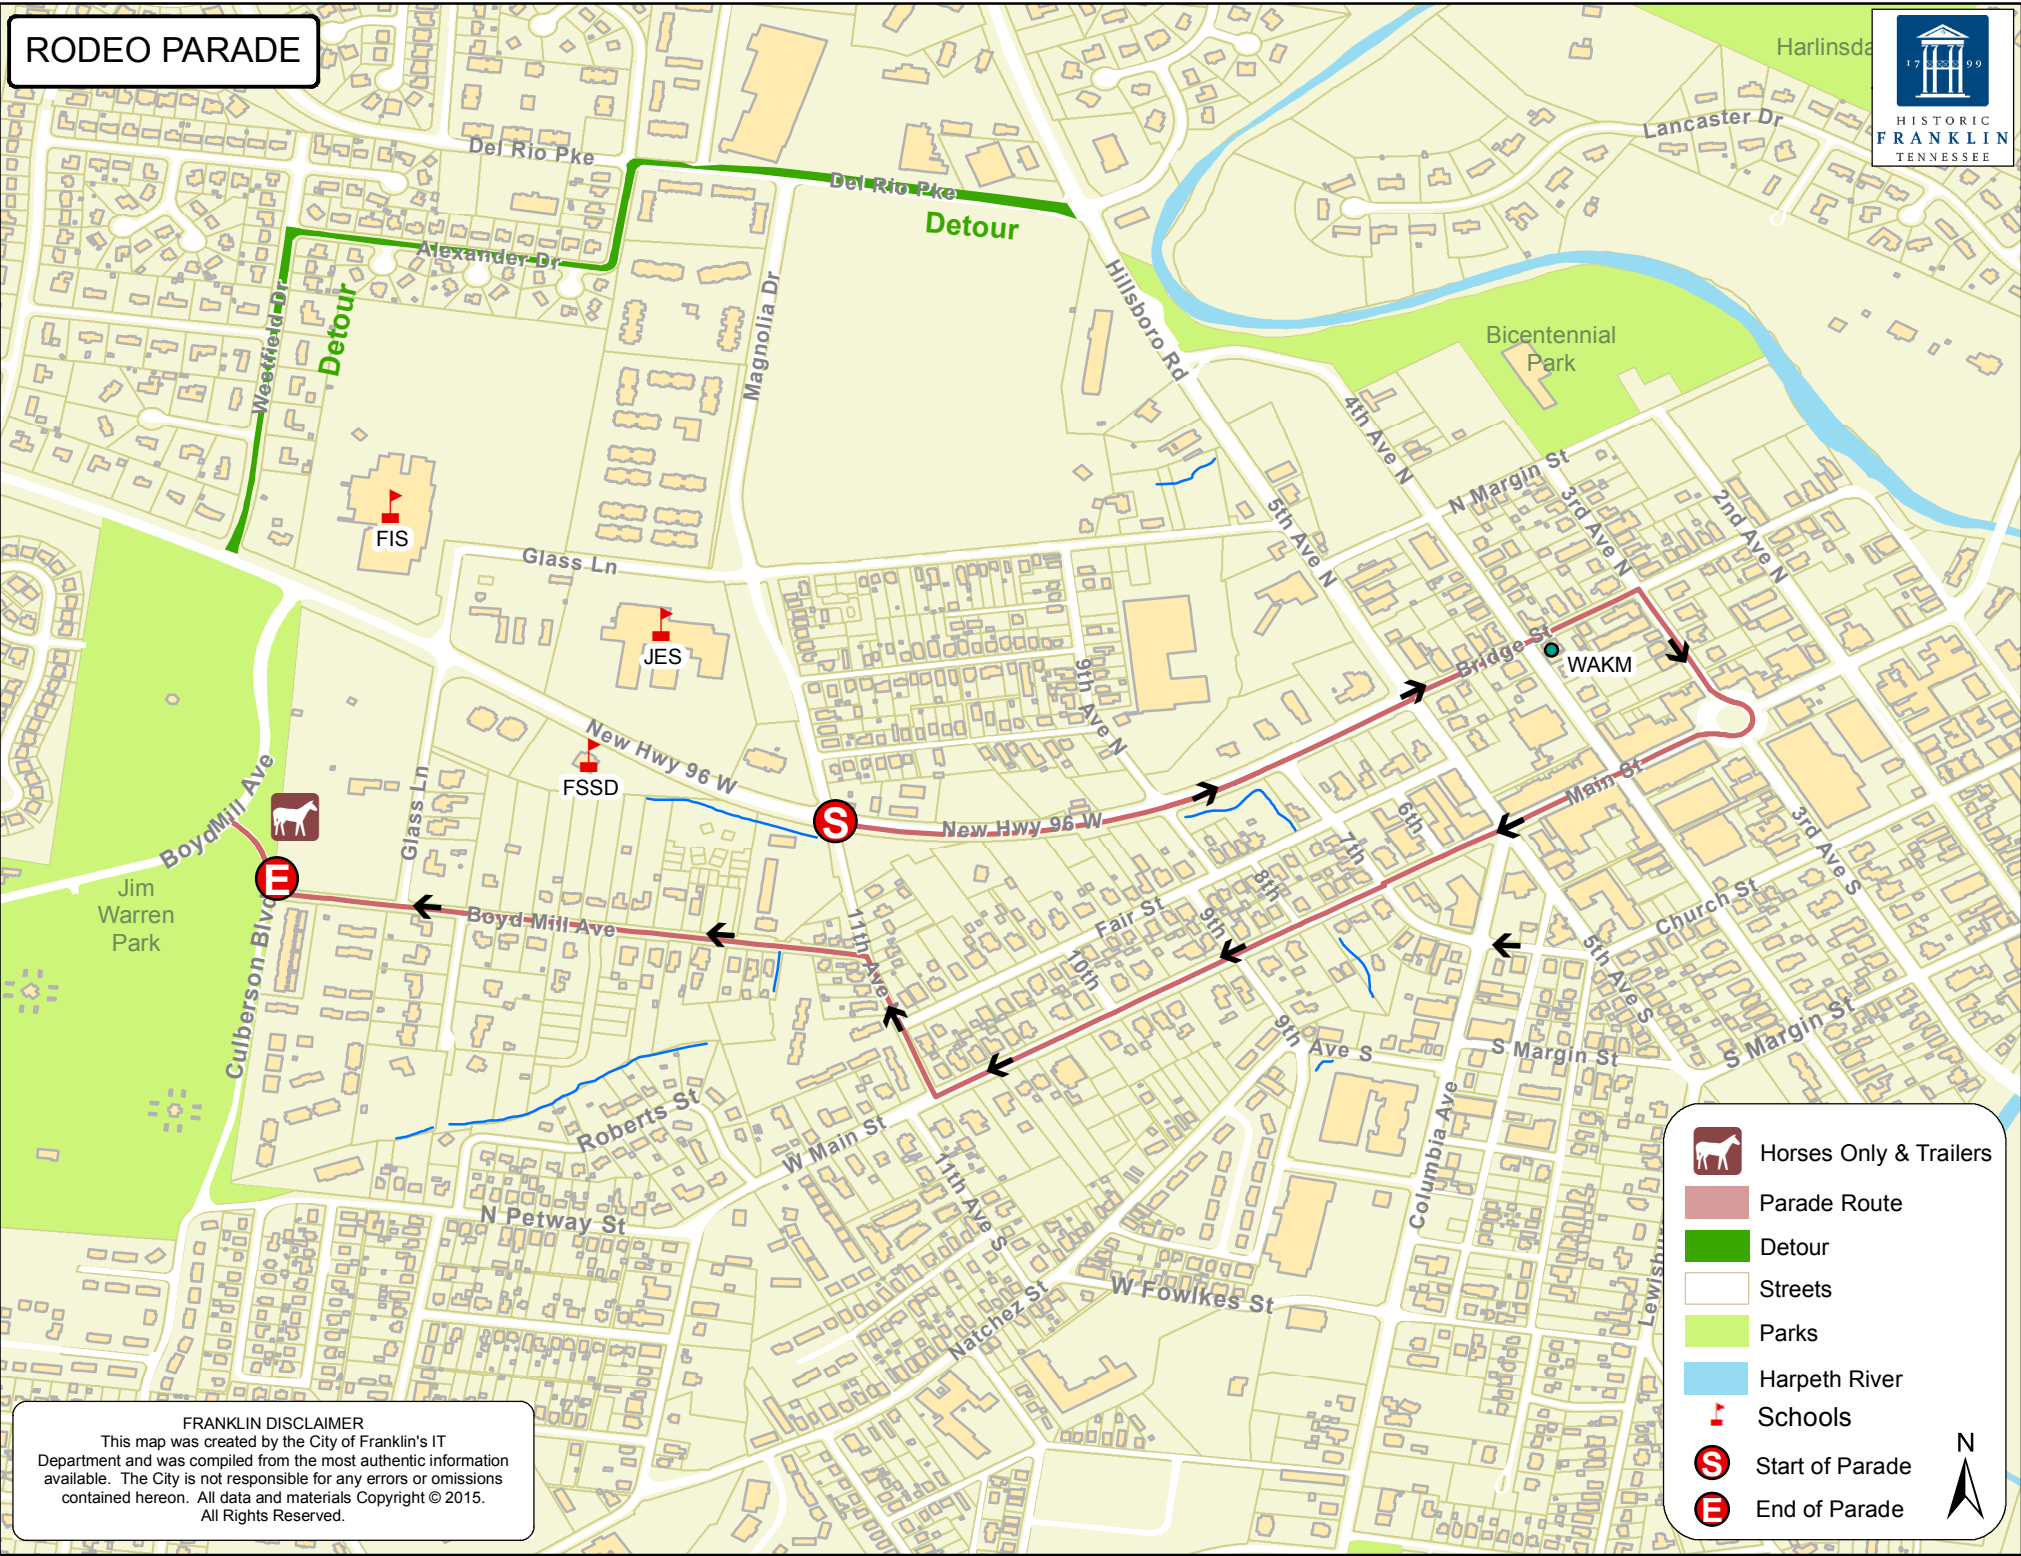 RODEO PARADE
Harlinsda
17 99
HISTORIC
FRANKLIN
TENNESSEE
Lancaster Dr
Del Rio Pke
Del Rio Pke
Detour
Alexander Dr
Westfield Dr
Detour
Magnolia Dr
Hillsboro Rd
Bicentennial
Park
4th Ave N
N Margin St
3rd Ave N
2nd Ave N
5th Ave N
FIS
Glass Ln
JES
9th Ave N
Bridge St
WAKM
New Hwy 96 W
FSSD
Glass Ln
BoydMill Ave
S
New Hwy 96 W
Main St
6th
7th
8th
9th
3rd Ave S
E
Jim
Warren
Park
Culberson Blvd
Boyd Mill Ave
11th Ave N
Fair St
10th
Church St
5th Ave S
9th Ave S
S Margin St
S Margin St
Roberts St
W Main St
11th Ave S
Columbia Ave
N Petway St
W Fowlkes St
Natchez St
Lewisbu
Horses Only & Trailers
Parade Route
Detour
Streets
Parks
Harpeth River
Schools
S Start of Parade
E End of Parade
N
FRANKLIN DISCLAIMER
This map was created by the City of Franklin's IT
Department and was compiled from the most authentic information
available. The City is not responsible for any errors or omissions
contained hereon. All data and materials Copyright © 2015.
All Rights Reserved.